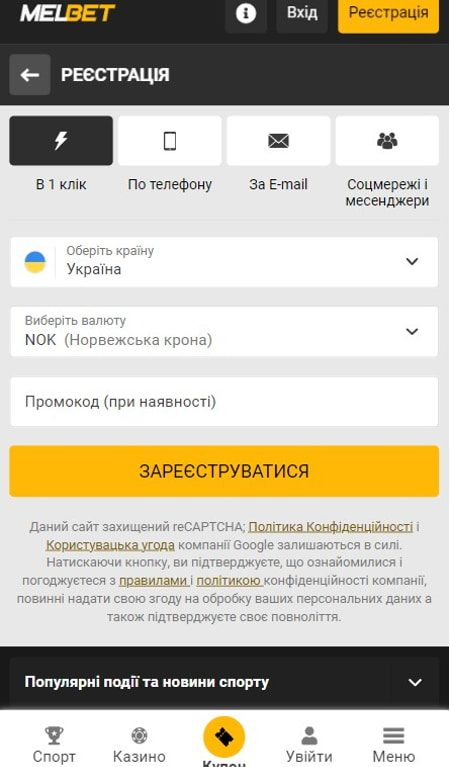 MELBET
Вхід
Реєстрація
РЕЄСТРАЦІЯ
В 1 клік
По телефону
За E-mail
Соцмережі і
месенджери
Оберіть країну
Україна
Виберіть валюту
NOK (Норвежська крона)
Промокод (при наявності)
ЗАРЕЄСТРУВАТИСЯ
Даний сайт захищений reCAPTCHA; Політика Конфіденційності і
Користувацька угода компанії Google залишаються в силі.
Натискаючи кнопку, ви підтверджуєте, що ознайомилися і
погоджуєтеся з правилами і політикою конфіденційності компанії,
повинні надати свою згоду на обробку ваших персональних даних а
також підтверджуєте своє повноліття.
Популярні події та новини спорту
Спорт
Казино
Купон
Увійти
Меню